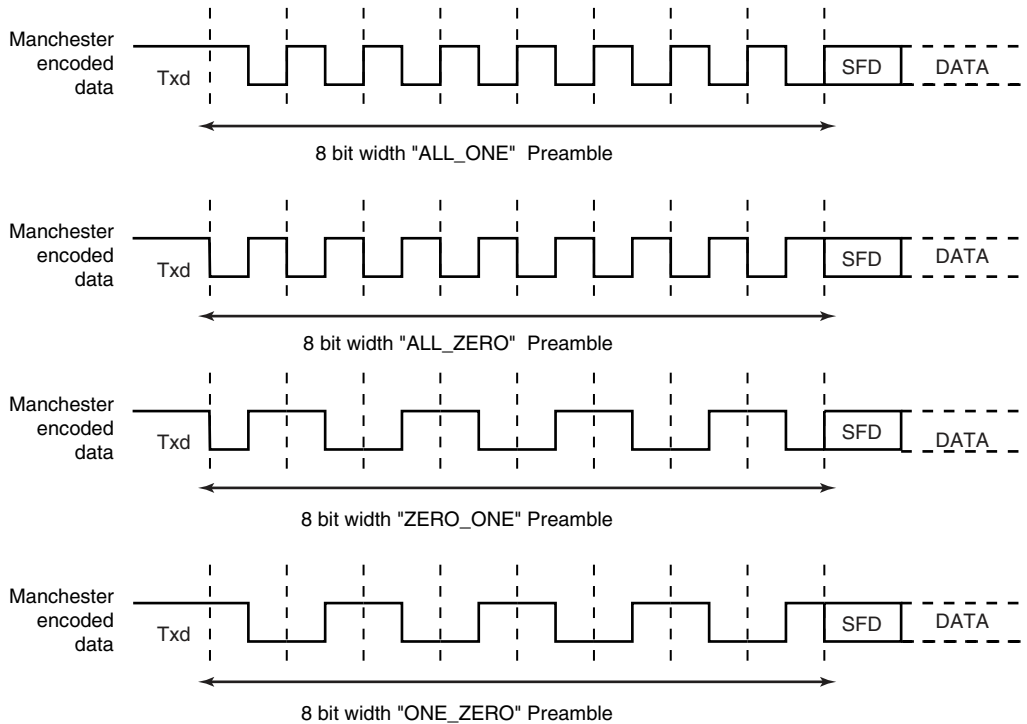 Manchester
encoded
data
Txd
SFD
DATA
8 bit width "ALL_ONE" Preamble
Manchester
encoded
data
Txd
SFD
DATA
8 bit width "ALL_ZERO" Preamble
Manchester
encoded
data
Txd
SFD
DATA
8 bit width "ZERO_ONE" Preamble
Manchester
encoded
data
Txd
SFD
DATA
8 bit width "ONE_ZERO" Preamble